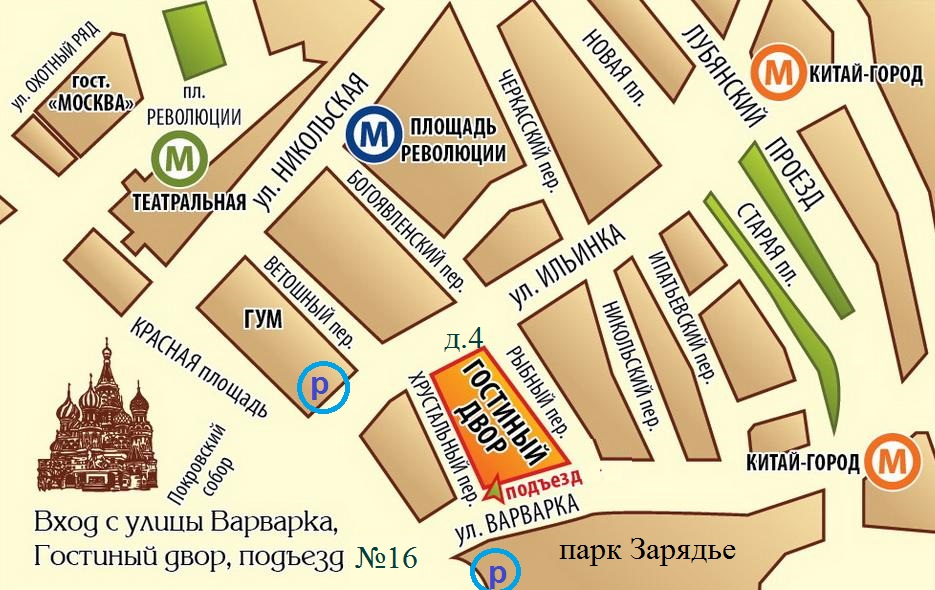 ул. ОХОТНЫЙ РЯД
ГОСТ.
«МОСКВА»
пл.
РЕВОЛЮЦИИ
М
ТЕАТРАЛЬНАЯ
ул. НИКОЛЬСКАЯ
М
ПЛОЩАДЬ
РЕВОЛЮЦИИ
ЧЕРКАССКИЙ пер.
НОВАЯ пл.
ЛУБЯНСКИЙ
ПРОЕЗД
М
КИТАЙ-ГОРОД
БОГОЯВЛЕНСКИЙ пер.
ВЕТОШНЫЙ пер.
ГУМ
р
КРАСНАЯ площадь
ул. ИЛЬИНКА
СТАРАЯ пл.
ИПАТЬЕВСКИЙ пер.
НИКОЛЬСКИЙ пер.
РЫБНЫЙ пер.
ХРУСТАЛЬНЫЙ пер.
д.4
ГОСТИНЫЙ
ДВОР
подъезд
ул. ВАРВАРКА
КИТАЙ-ГОРОД
М
Покровский
собор
Вход с улицы Варварка,
Гостиный двор, подъезд №16
р
парк Зарядье